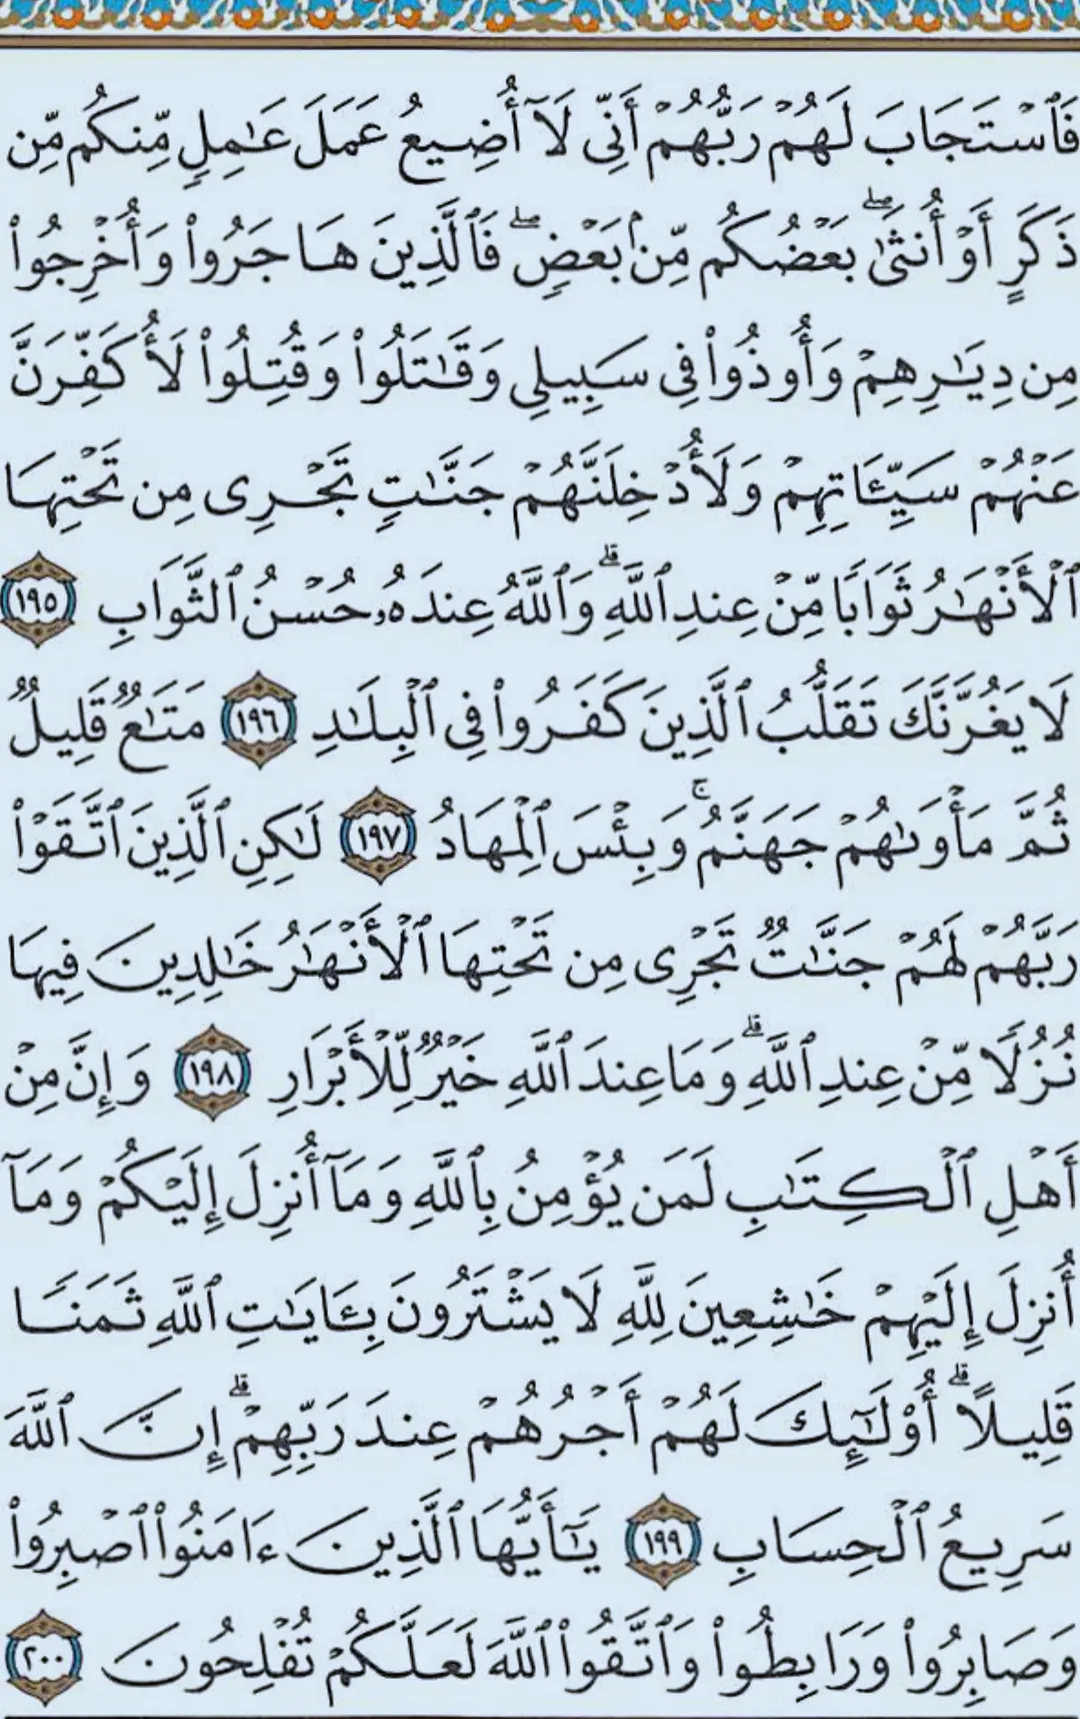 فَٱسۡتَجَابَ لَهُمۡ رَبُّهُمۡ أَنِّي لَآ أُضِيعُ عَمَلَ عَٰمِلٖ مِّنكُم مِّن
ذَكَرٍ أَوۡ أُنثَىٰۖ بَعۡضُكُم مِّنۢ بَعۡضٖۖ فَٱلَّذِينَ هَاجَرُواْ وَأُخۡرِجُواْ
مِن دِيَٰرِهِمۡ وَأُوذُواْ فِي سَبِيلِي وَقَٰتَلُواْ وَقُتِلُواْ لَأُكَفِّرَنَّ
عَنۡهُمۡ سَيِّـَٔاتِهِمۡ وَلَأُدۡخِلَنَّهُمۡ جَنَّٰتٖ تَجۡرِي مِن تَحۡتِهَا
ٱلۡأَنۡهَٰرُ ثَوَابٗا مِّنۡ عِندِ ٱللَّهِۚ وَٱللَّهُ عِندَهُۥ حُسۡنُ ٱلثَّوَابِ ١٩٥
لَا يَغُرَّنَّكَ تَقَلُّبُ ٱلَّذِينَ كَفَرُواْ فِي ٱلۡبِلَٰدِ ١٩٦ مَتَٰعٞ قَلِيلٞ
ثُمَّ مَأۡوَىٰهُمۡ جَهَنَّمُۚ وَبِئۡسَ ٱلۡمِهَادُ ١٩٧ لَٰكِنِ ٱلَّذِينَ ٱتَّقَوۡاْ
رَبَّهُمۡ لَهُمۡ جَنَّٰتٞ تَجۡرِي مِن تَحۡتِهَا ٱلۡأَنۡهَٰرُ خَٰلِدِينَ فِيهَا
نُزُلٗا مِّنۡ عِندِ ٱللَّهِۗ وَمَا عِندَ ٱللَّهِ خَيۡرٞ لِّلۡأَبۡرَارِ ١٩٨ وَإِنَّ مِنۡ
أَهۡلِ ٱلۡكِتَٰبِ لَمَن يُؤۡمِنُ بِٱللَّهِ وَمَآ أُنزِلَ إِلَيۡكُمۡ وَمَآ
أُنزِلَ إِلَيۡهِمۡ خَٰشِعِينَ لِلَّهِ لَا يَشۡتَرُونَ بِـَٔايَٰتِ ٱللَّهِ ثَمَنٗا
قَلِيلًاۗ أُوْلَٰٓئِكَ لَهُمۡ أَجۡرُهُمۡ عِندَ رَبِّهِمۡۗ إِنَّ ٱللَّهَ
سَرِيعُ ٱلۡحِسَابِ ١٩٩ يَٰٓأَيُّهَا ٱلَّذِينَ ءَامَنُواْ ٱصۡبِرُواْ
وَصَابِرُواْ وَرَابِطُواْ وَٱتَّقُواْ ٱللَّهَ لَعَلَّكُمۡ تُفۡلِحُونَ ٢٠٠